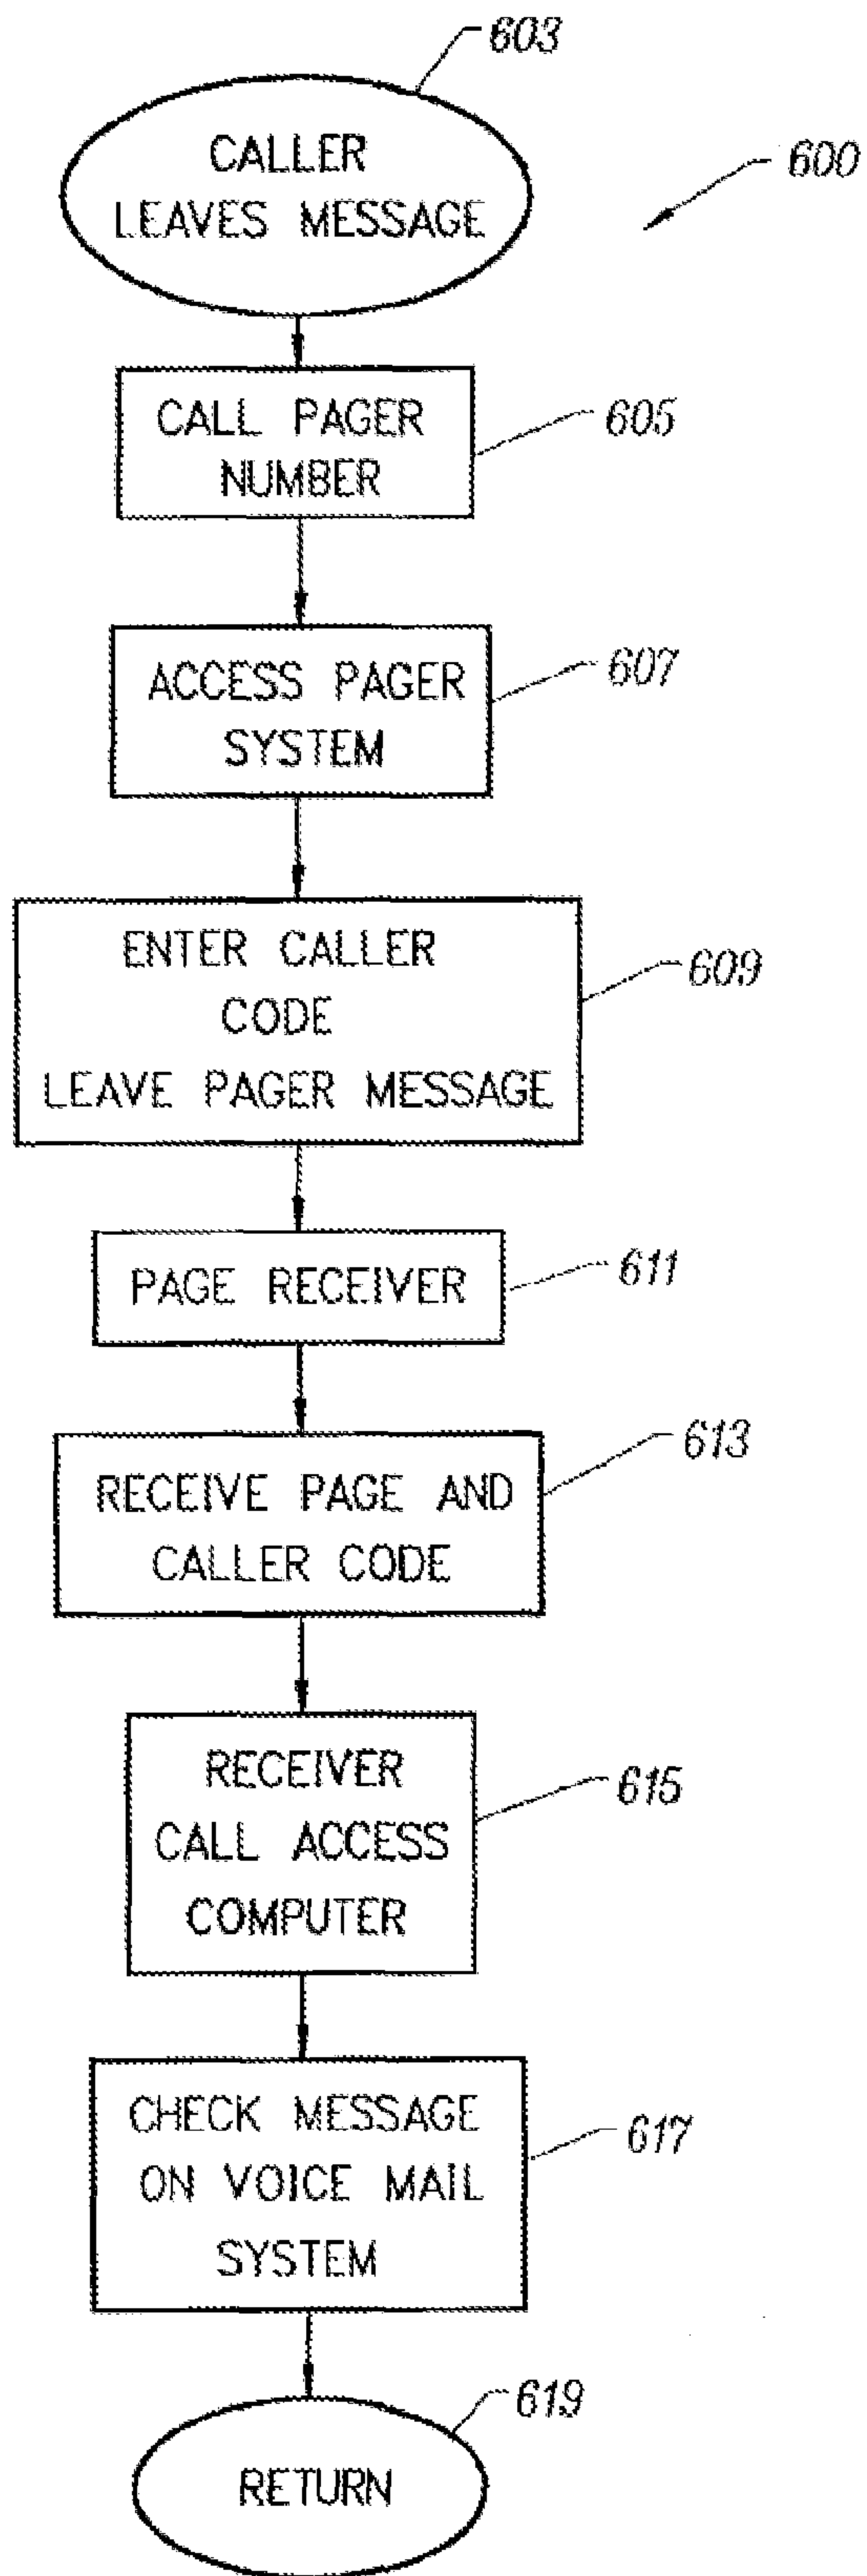 603
CALLER
LEAVES MESSAGE
600
CALL PAGER
NUMBER
605
ACCESS PAGER
SYSTEM
607
ENTER CALLER
CODE
LEAVE PAGER MESSAGE
609
PAGE RECEIVER
611
RECEIVE PAGE AND
CALLER CODE
613
RECEIVER
CALL ACCESS
COMPUTER
615
CHECK MESSAGE
ON VOICE MAIL
SYSTEM
617
619
RETURN